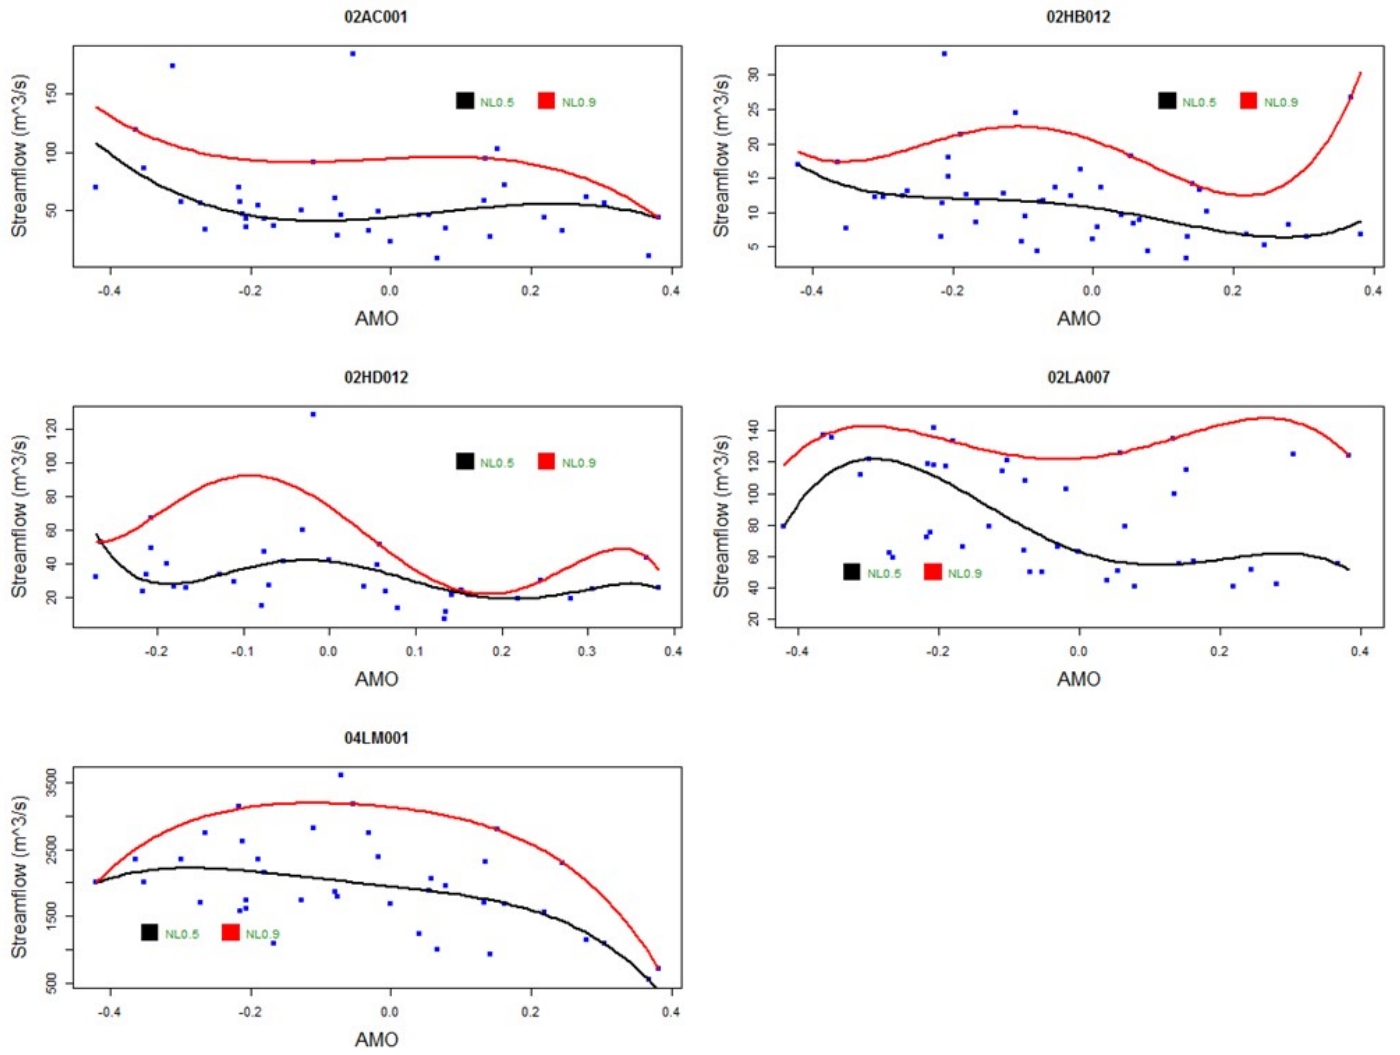 02AC001
Streamflow (m^3/s)
150
100
50
NL0.5 NL0.9
-0.4 -0.2 0.0 0.2 0.4
AMO
02HB012
Streamflow (m^3/s)
30
25
20
15
10
5
NL0.5 NL0.9
-0.4 -0.2 0.0 0.2 0.4
AMO
02HD012
Streamflow (m^3/s)
120
100
80
60
40
20
NL0.5 NL0.9
-0.2 -0.1 0.0 0.1 0.2 0.3 0.4
AMO
02LA007
Streamflow (m^3/s)
140
120
100
80
60
40
20
NL0.5 NL0.9
-0.4 -0.2 0.0 0.2 0.4
AMO
04LM001
Streamflow (m^3/s)
3500
2500
1500
500
NL0.5 NL0.9
-0.4 -0.2 0.0 0.2 0.4
AMO